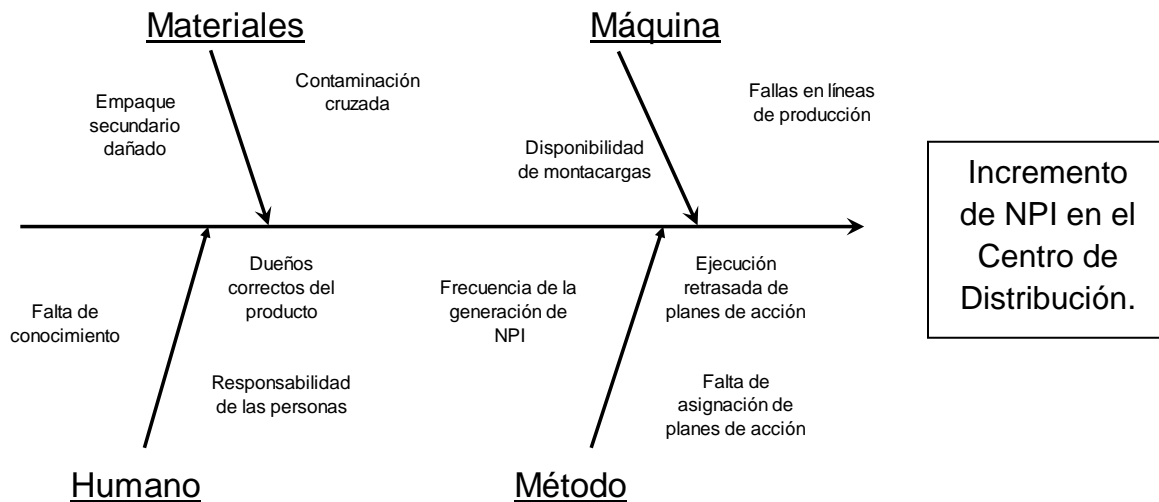 Materiales
Máquina
Contaminación
cruzada
Empaque
secundario
dañado
Fallas en líneas
de producción
Disponibilidad
de montacargas
Incremento
de NPI en el
Centro de
Distribución.
Falta de
conocimiento
Dueños
correctos del
producto
Responsabilidad
de las personas
Frecuencia de la
generación de
NPI
Ejecución
retrasada de
planes de acción
Falta de
asignación de
planes de acción
Humano
Método